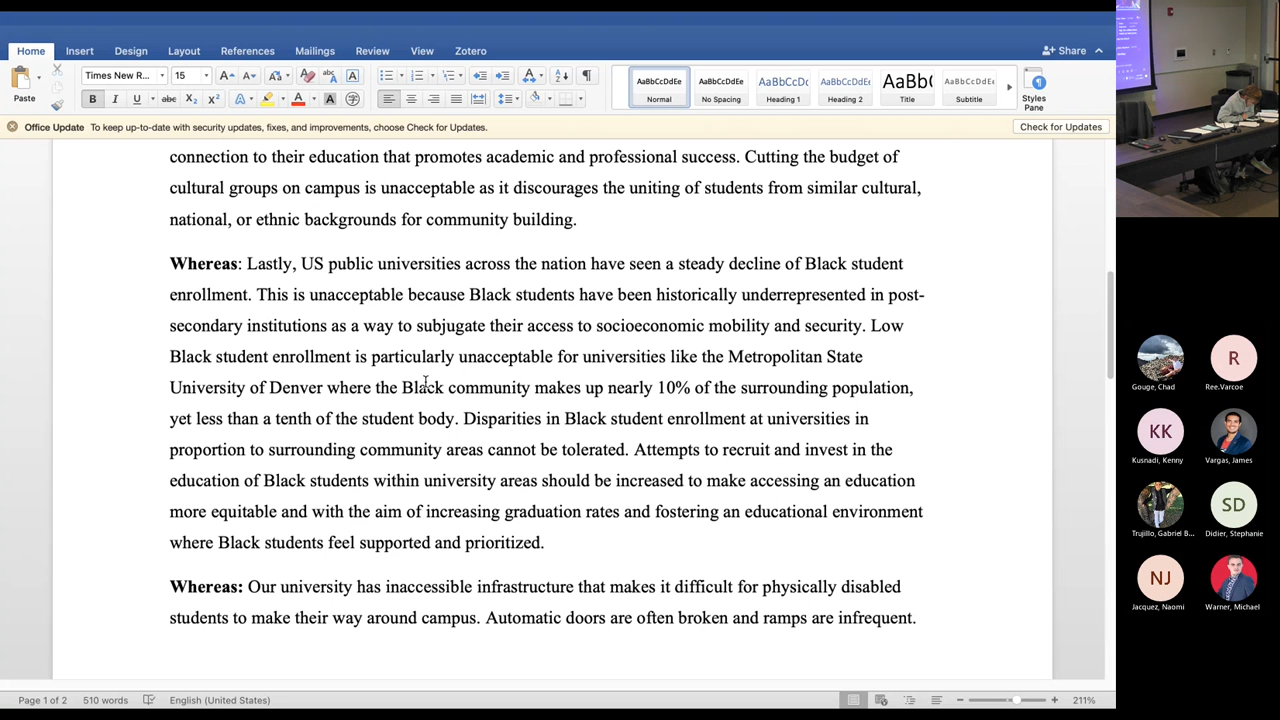 Home Insert Design Layout References Mailings Review View Zotero Share
Times New R... 15
Paste
AaBbCcDdEe AaBbCcDdEe AaBbCcDc AaBbCcDdEe AaBb( AaBbCcDdEe
Normal No Spacing Heading 1 Heading 2 Title Subtitle Styles Pane
Office Update To keep up-to-date with security updates, fixes, and improvements, choose Check for Updates. Check for Updates
connection to their education that promotes academic and professional success. Cutting the budget of
cultural groups on campus is unacceptable as it discourages the uniting of students from similar cultural,
national, or ethnic backgrounds for community building.
Whereas: Lastly, US public universities across the nation have seen a steady decline of Black student
enrollment. This is unacceptable because Black students have been historically underrepresented in post-
secondary institutions as a way to subjugate their access to socioeconomic mobility and security. Low
Black student enrollment is particularly unacceptable for universities like the Metropolitan State
University of Denver where the Black community makes up nearly 10% of the surrounding population,
yet less than a tenth of the student body. Disparities in Black student enrollment at universities in
proportion to surrounding community areas cannot be tolerated. Attempts to recruit and invest in the
education of Black students within university areas should be increased to make accessing an education
more equitable and with the aim of increasing graduation rates and fostering an educational environment
where Black students feel supported and prioritized.
Whereas: Our university has inaccessible infrastructure that makes it difficult for physically disabled
students to make their way around campus. Automatic doors are often broken and ramps are infrequent.
Page 1 of 2 510 words English (United States) 211%
Gouge, Chad
R
Ree.Varcoe
KK
Kusnadi, Kenny
Vargas, James
Trujillo, Gabriel B...
SD
Didier, Stephanie
NJ
Jacquez, Naomi
Warner, Michael